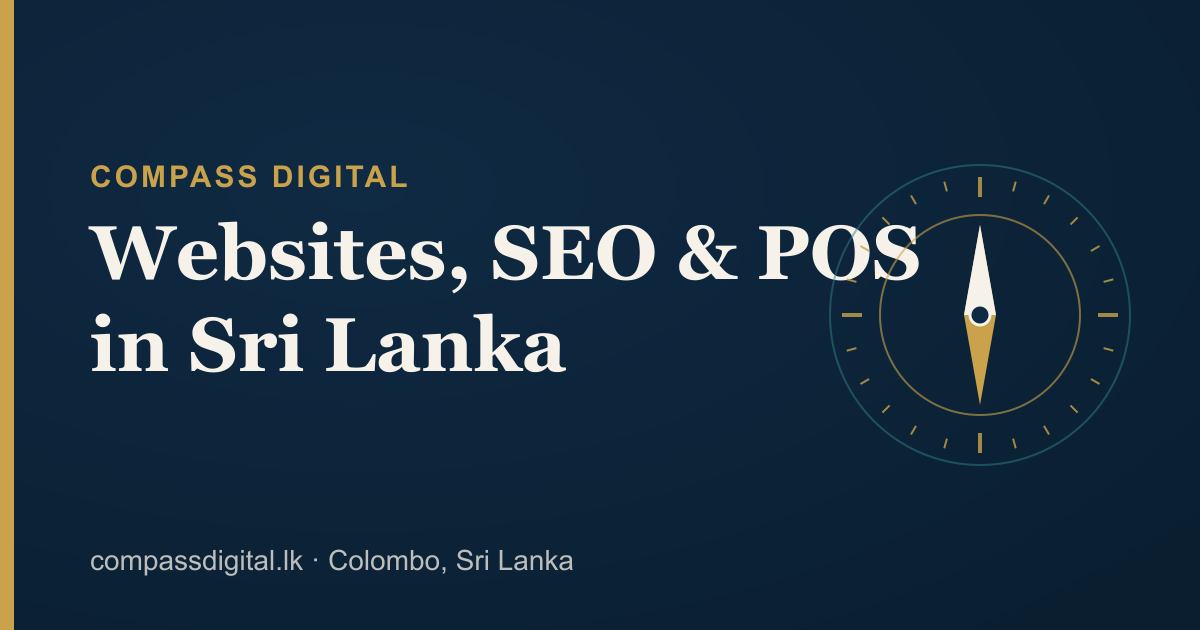 COMPASS DIGITAL
Websites, SEO & POS
in Sri Lanka
compassdigital.lk · Colombo, Sri Lanka